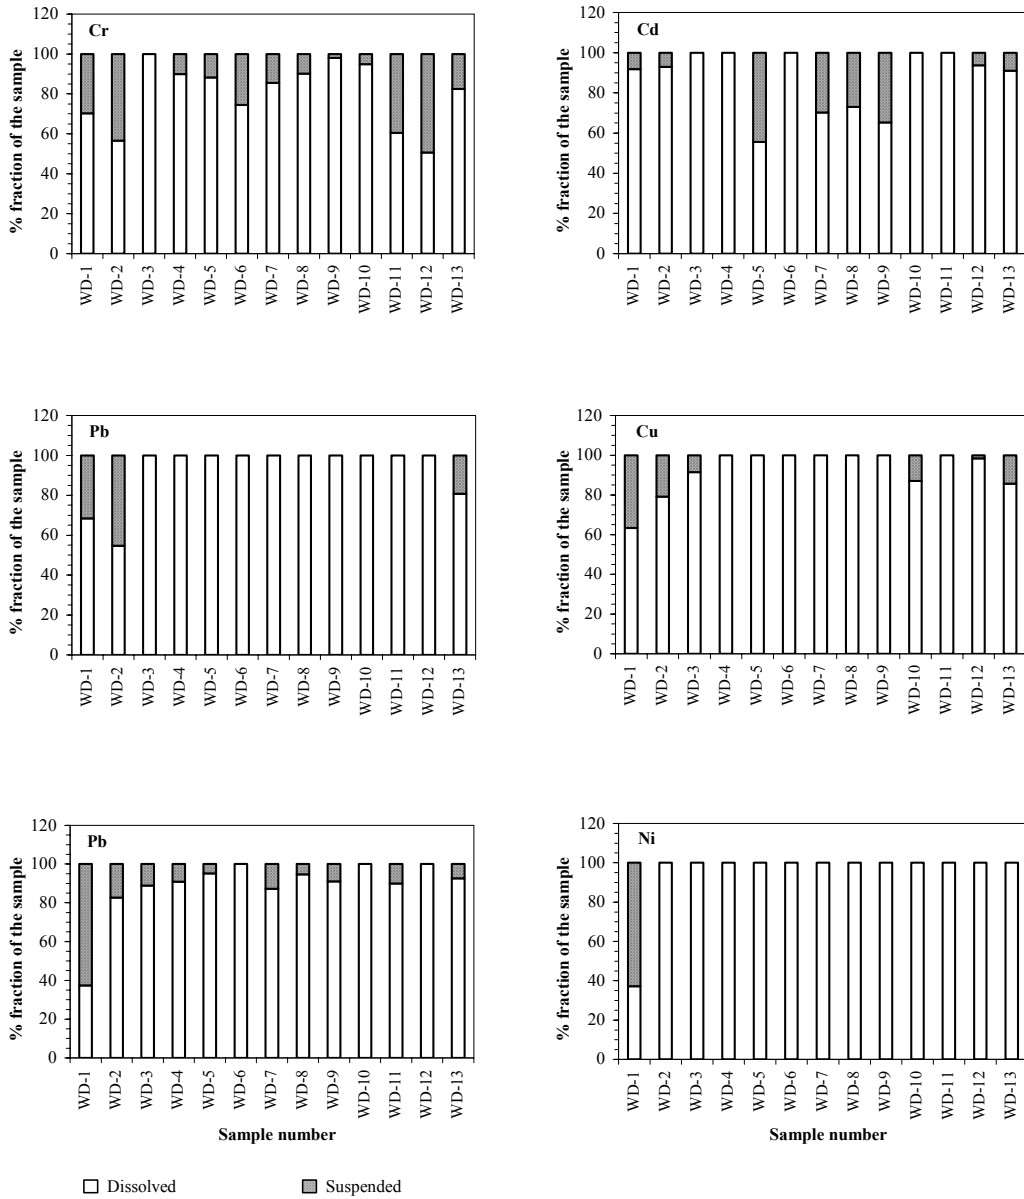 Cr
% fraction of the sample
120
100
80
60
40
20
0
WD-1
WD-2
WD-3
WD-4
WD-5
WD-6
WD-7
WD-8
WD-9
WD-10
WD-11
WD-12
WD-13
Cd
% fraction of the sample
120
100
80
60
40
20
0
WD-1
WD-2
WD-3
WD-4
WD-5
WD-6
WD-7
WD-8
WD-9
WD-10
WD-11
WD-12
WD-13
Pb
% fraction of the sample
120
100
80
60
40
20
0
WD-1
WD-2
WD-3
WD-4
WD-5
WD-6
WD-7
WD-8
WD-9
WD-10
WD-11
WD-12
WD-13
Cu
% fraction of the sample
120
100
80
60
40
20
0
WD-1
WD-2
WD-3
WD-4
WD-5
WD-6
WD-7
WD-8
WD-9
WD-10
WD-11
WD-12
WD-13
Pb
% fraction of the sample
120
100
80
60
40
20
0
WD-1
WD-2
WD-3
WD-4
WD-5
WD-6
WD-7
WD-8
WD-9
WD-10
WD-11
WD-12
WD-13
Sample number
Ni
% fraction of the sample
120
100
80
60
40
20
0
WD-1
WD-2
WD-3
WD-4
WD-5
WD-6
WD-7
WD-8
WD-9
WD-10
WD-11
WD-12
WD-13
Sample number
Dissolved
Suspended